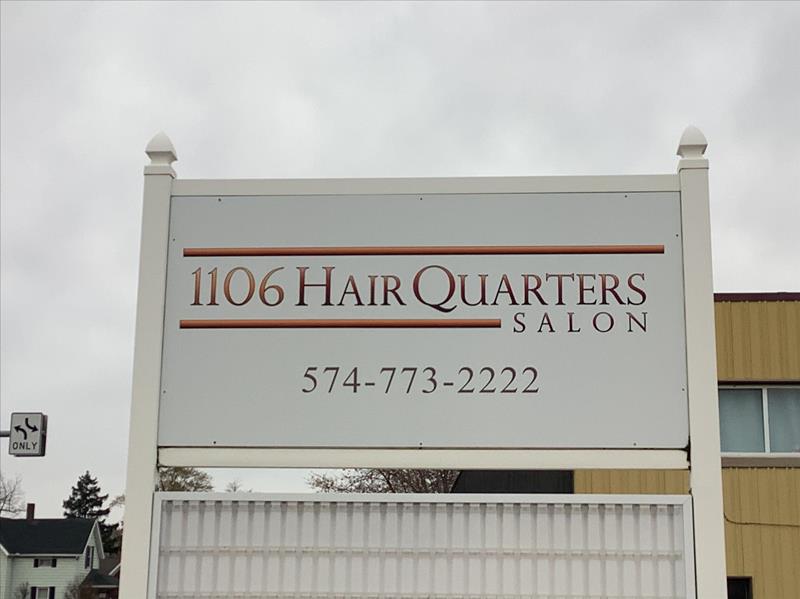 1106 HAIR QUARTERS
SALON
574-773-2222
ONLY